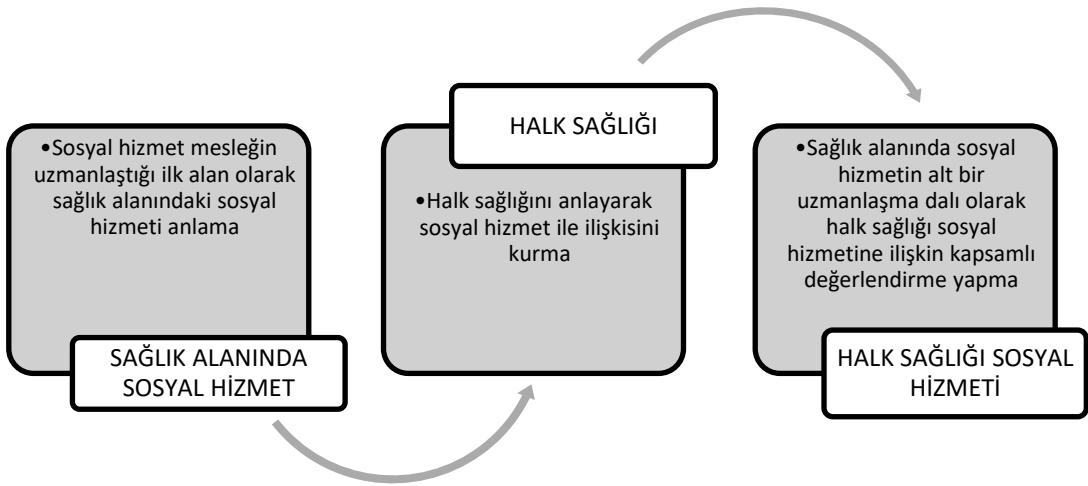 •Sosyal hizmet mesleğin
uzmanlaştığı ilk alan olarak
sağlık alanındaki sosyal
hizmeti anlama
SAĞLIK ALANINDA
SOSYAL HİZMET
HALK SAĞLIĞI
•Halk sağlığını anlayarak
sosyal hizmet ile ilişkisini
kurma
•Sağlık alanında sosyal
hizmetin alt bir
uzmanlaşma dalı olarak
halk sağlığı sosyal
hizmetine ilişkin kapsamlı
değerlendirme yapma
HALK SAĞLIĞI SOSYAL
HİZMETİ